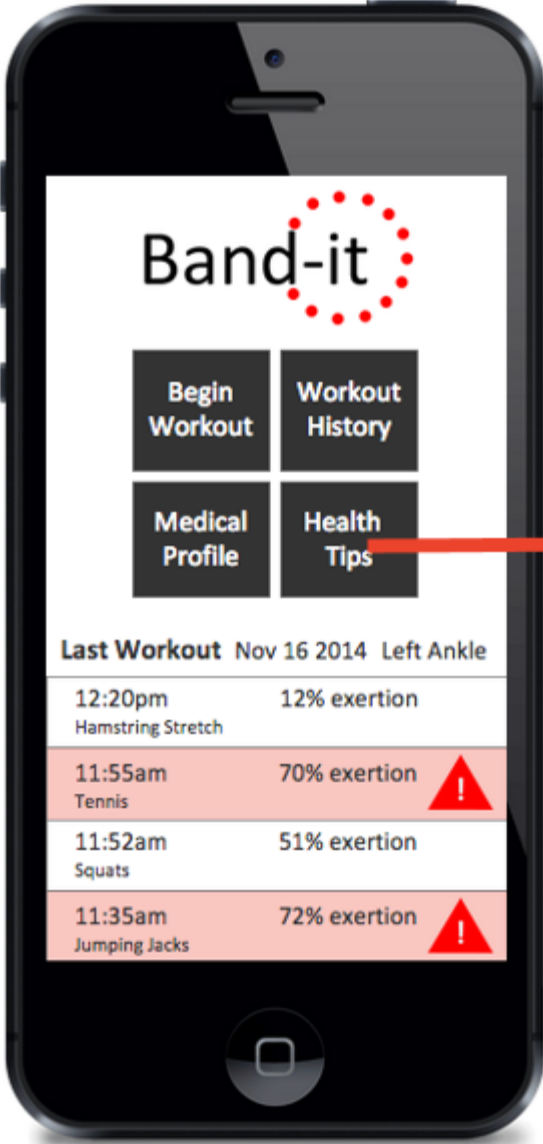 Band-it
Begin
Workout
Workout
History
Medical
Profile
Health
Tips
Last Workout Nov 16 2014 Left Ankle
12:20pm 12% exertion
Hamstring Stretch
11:55am 70% exertion
!
Tennis
11:52am 51% exertion
Squats
11:35am 72% exertion
!
Jumping Jacks